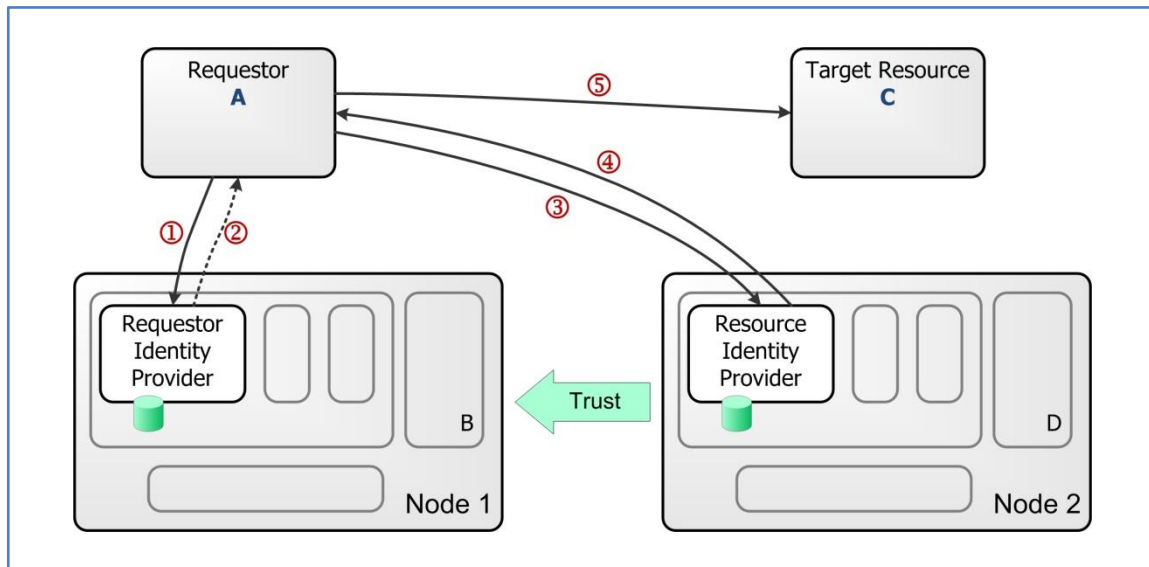 Requestor
A
Target Resource
C
⑤
④
③
①
②
Requestor
Identity
Provider
B
Node 1
Trust
Resource
Identity
Provider
D
Node 2